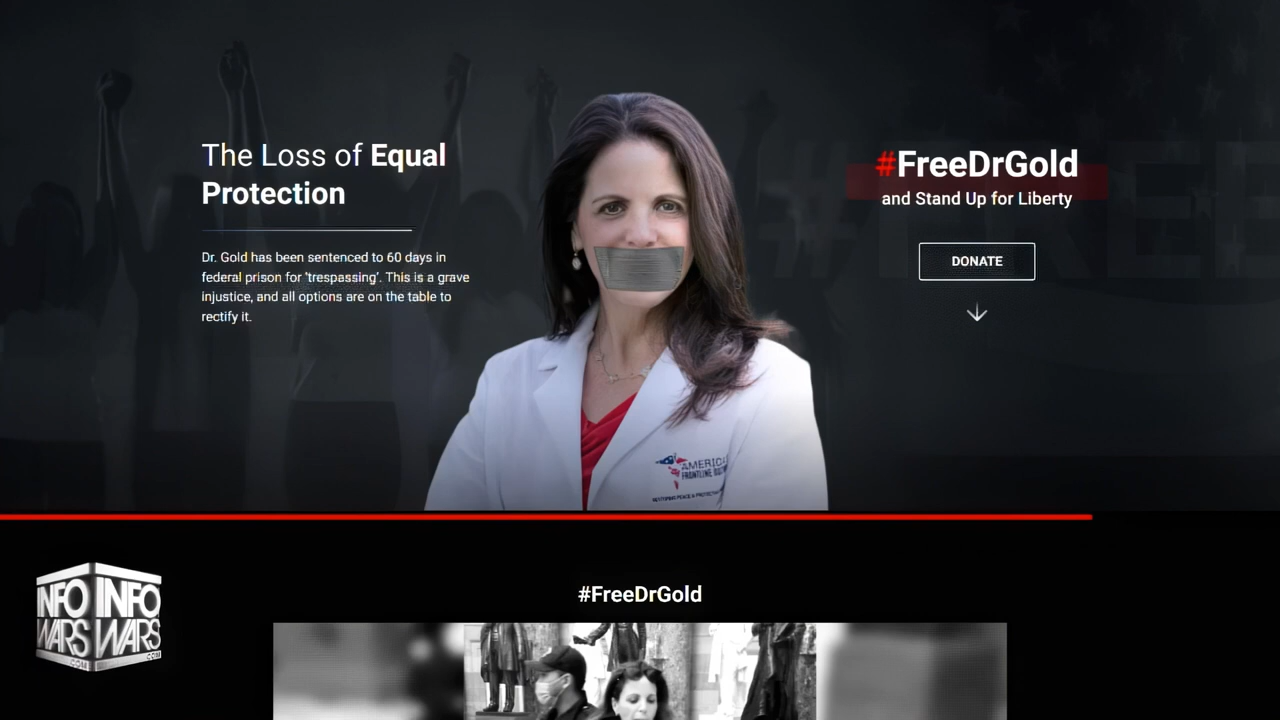 The Loss of Equal
Protection
Dr. Gold has been sentenced to 60 days in
federal prison for 'trespassing'. This is a grave
injustice, and all options are on the table to
rectify it.
#FreeDrGold
and Stand Up for Liberty
DONATE
AMERICA
FRONTLINE
#FreeDrGold
INFO INFO
WARS WARS
.COM .COM